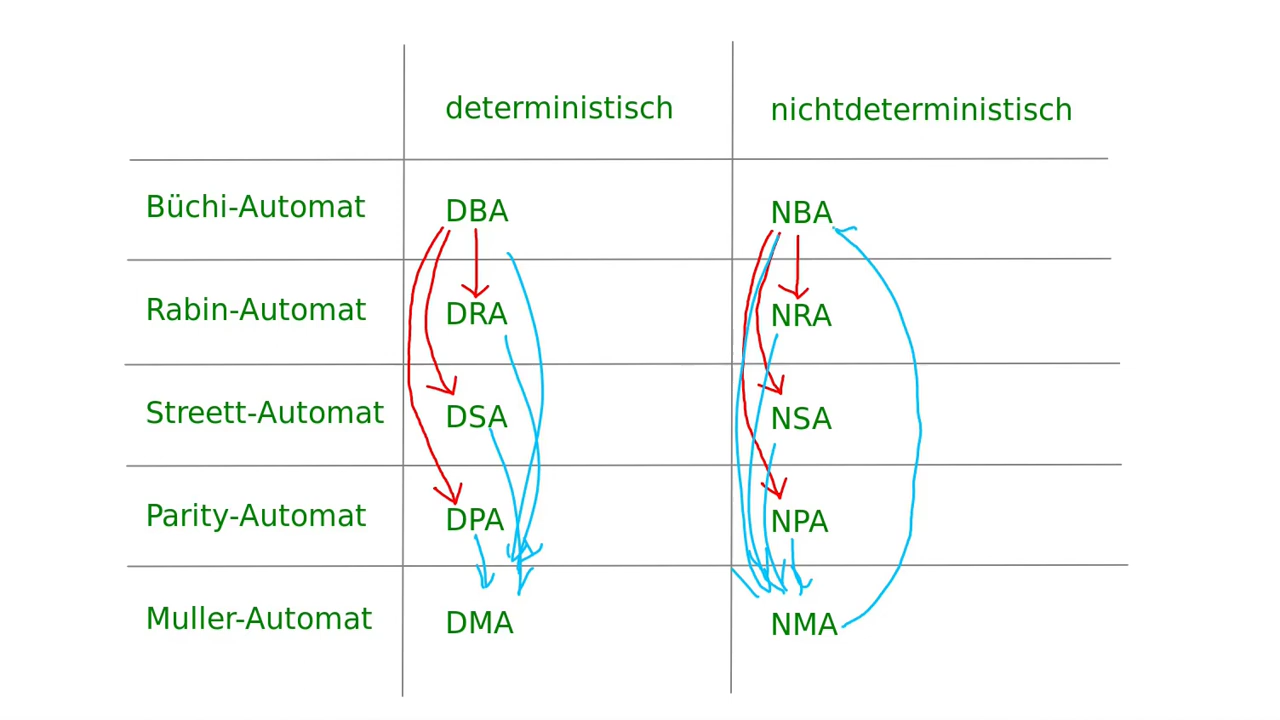 deterministisch nichtdeterministisch
Büchi-Automat DBA NBA
Rabin-Automat DRA NRA
Streett-Automat DSA NSA
Parity-Automat DPA NPA
Muller-Automat DMA NMA